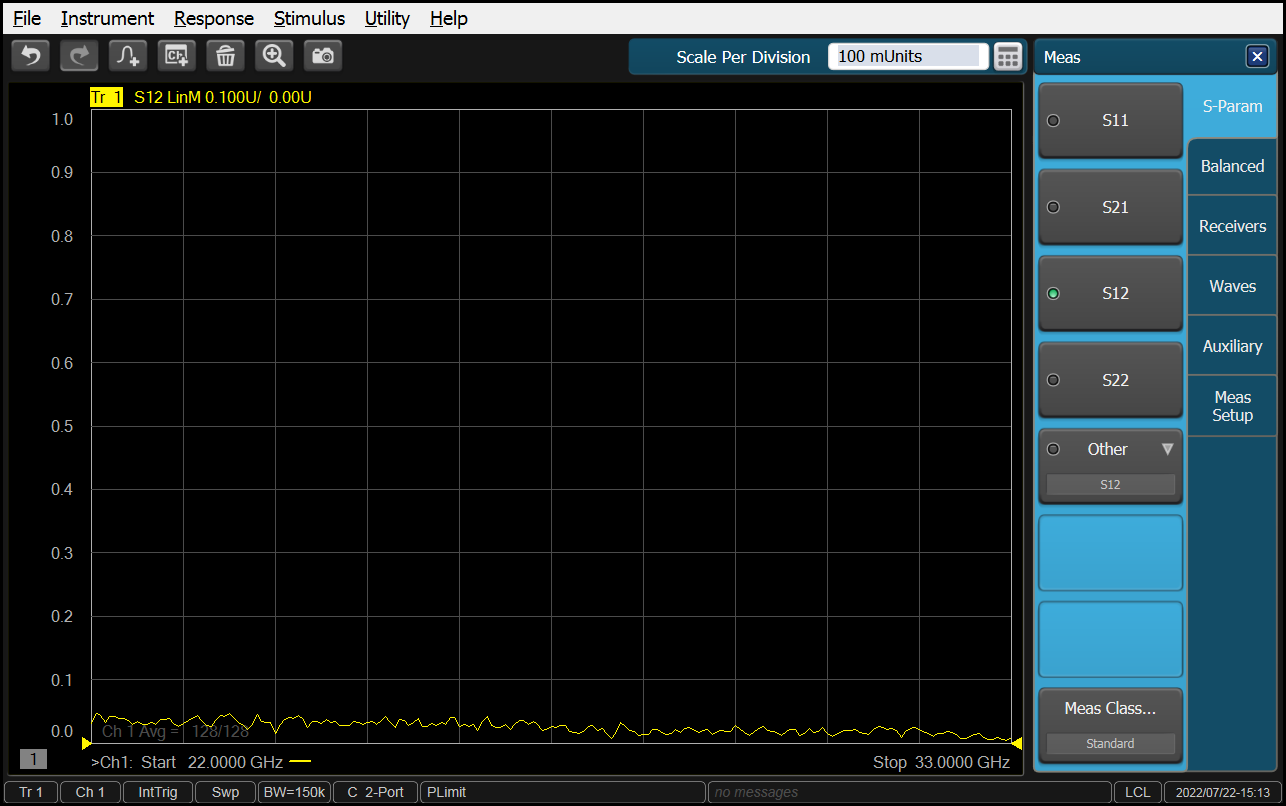 File Instrument Response Stimulus Utility Help
Scale Per Division 100 mUnits
Meas
Tr 1 S12 LinM 0.100U/ 0.00U
1.0
0.9
0.8
0.7
0.6
0.5
0.4
0.3
0.2
0.1
0.0
Ch 1 Avg = 128/128
1
>Ch1: Start 22.0000 GHz
Stop 33.0000 GHz
S11
S21
S12
S22
Other
S12
Meas Class...
Standard
S-Param
Balanced
Receivers
Waves
Auxiliary
Meas
Setup
Tr 1 Ch 1 IntTrig Swp BW=150k C 2-Port PLimit no messages LCL 2022/07/22-15:13